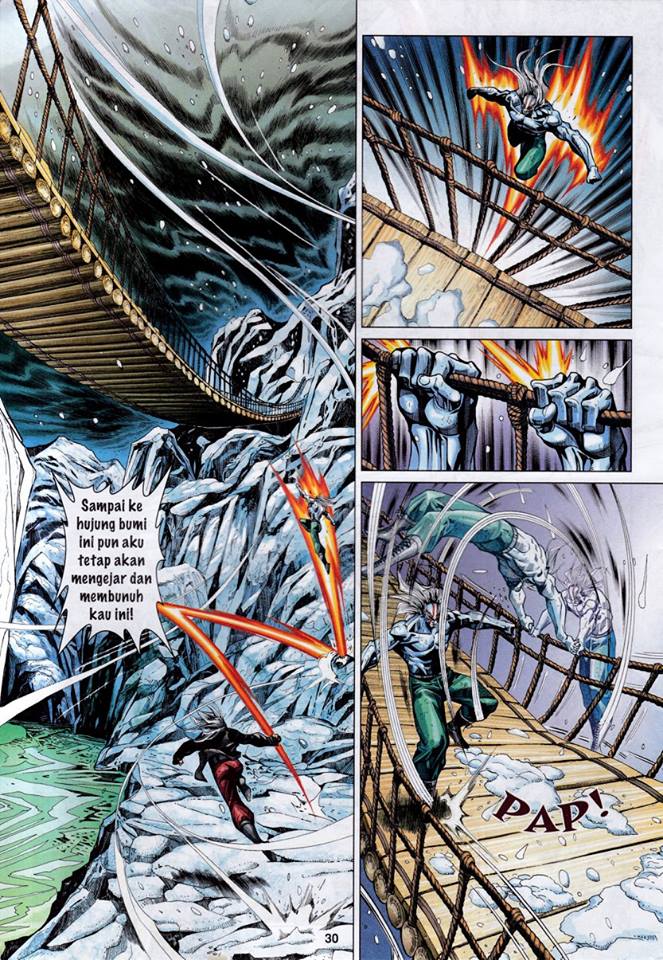 Sampai ke
hujung bumi
ini pun aku
tetap akan
mengejar dan
membunuh
kau ini!
PAP!
30